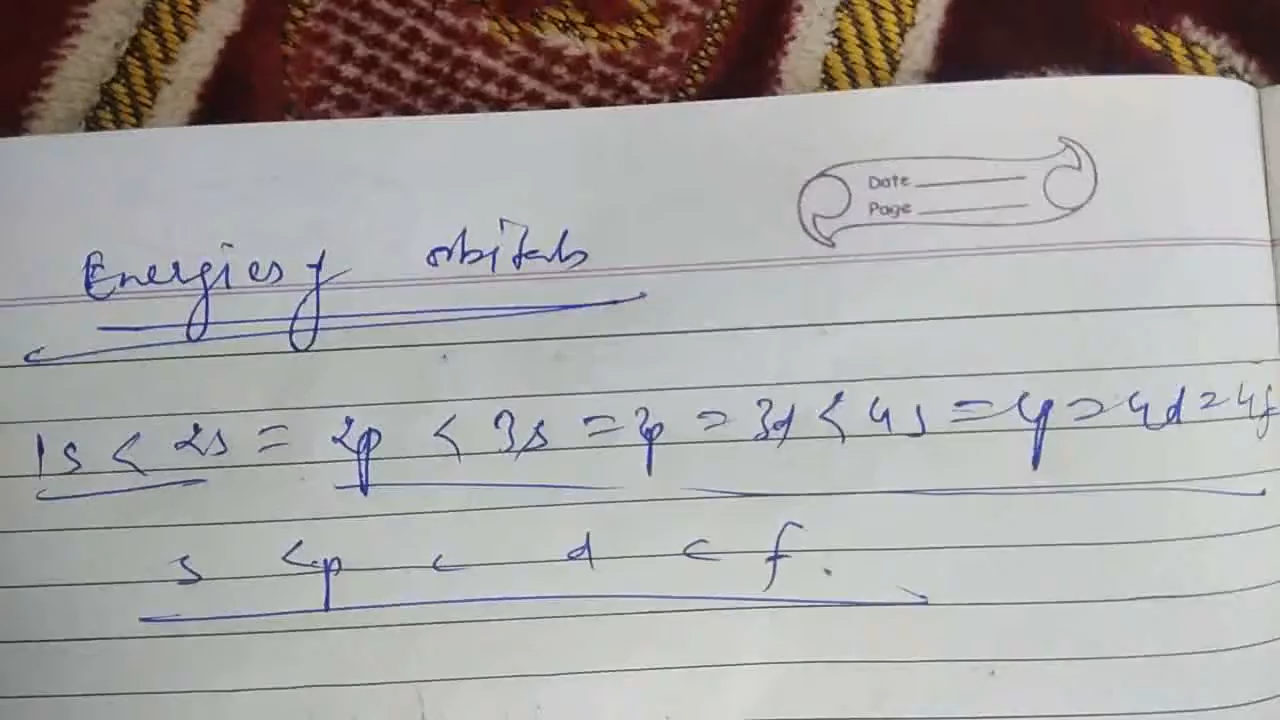 Date
Page
Energies of orbitals
1s < 2s = 2p < 3s = 3p = 3d < 4s = 4p = 4d = 4f
s < p < d < f.